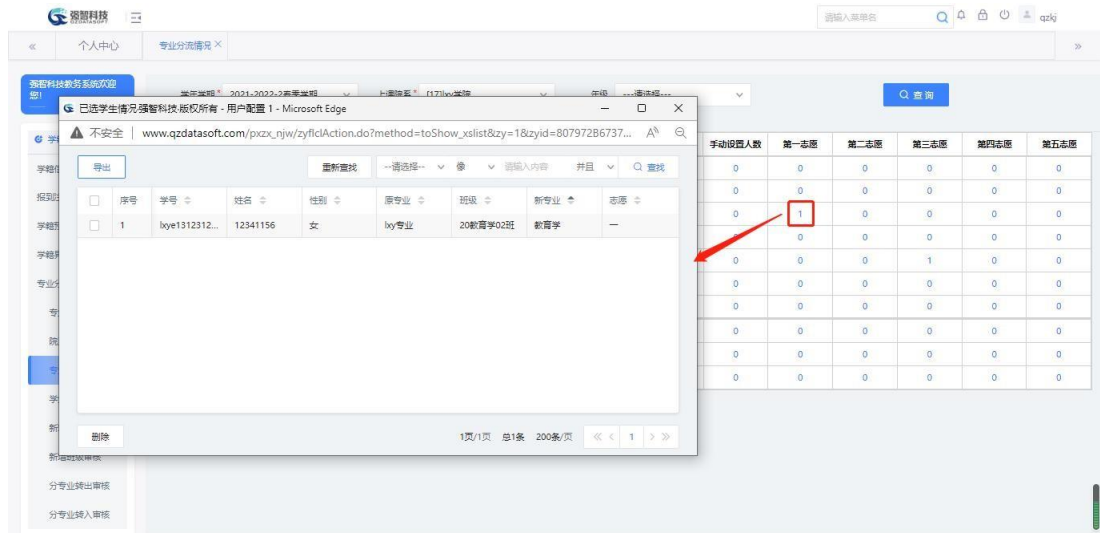 强智科技
QZDATASOFT
请输入菜单名
qzkj
个人中心 专业分流情况
强智科技教务系统欢迎
您!
学年学期* 2021-2022-2春季学期 上课院系* [17]lxy学院 年级 ---请选择---
查询
已选学生情况-强智科技-版权所有 - 用户配置 1 - Microsoft Edge
不安全 www.qzdatasoft.com/pxzx_njw/zyflclAction.do?method=toShow_xslist&zy=1&zyid=807972B6737...
导出 重新查找 --请选择-- 像 请输入内容 并且 查找
序号 学号 姓名 性别 原专业 班级 新专业 志愿
1 lxye1312312... 12341156 女 lxy专业 20教育学02班 教育学 一
删除 1页/1页 总1条 200条/页 1
手动设置人数 第一志愿 第二志愿 第三志愿 第四志愿 第五志愿
0 0 0 0 0 0
0 0 0 0 0 0
0 1 0 0 0 0
0 0 0 0 0
0 0 0 1 0 0
0 0 0 0 0 0
0 0 0 0 0 0
0 0 0 0 0 0
0 0 0 0 0 0
0 0 0 0 0 0
分专业转出审核
分专业转入审核